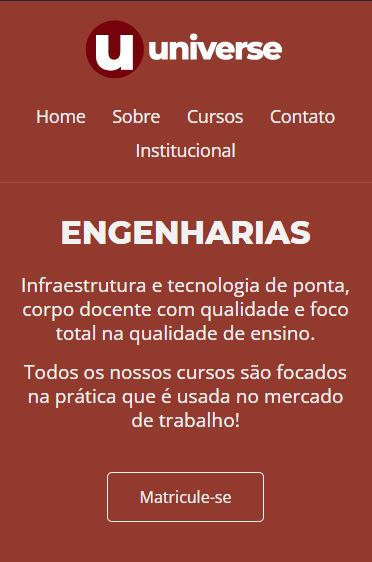 u universe
Home Sobre Cursos Contato
Institucional
ENGENHARIAS
Infraestrutura e tecnologia de ponta,
corpo docente com qualidade e foco
total na qualidade de ensino.
Todos os nossos cursos são focados
na prática que é usada no mercado
de trabalho!
Matricule-se